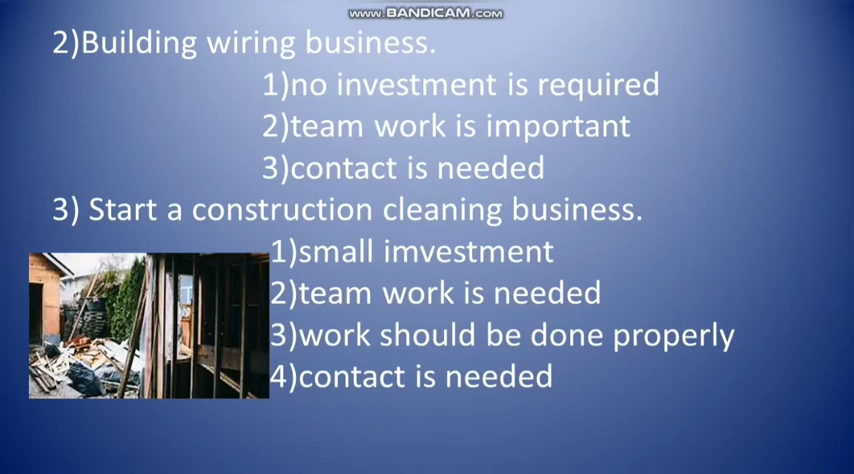 www.BANDICAM.com
2)Building wiring business.
1)no investment is required
2)team work is important
3)contact is needed
3) Start a construction cleaning business.
1)small imvestment
2)team work is needed
3)work should be done properly
4)contact is needed